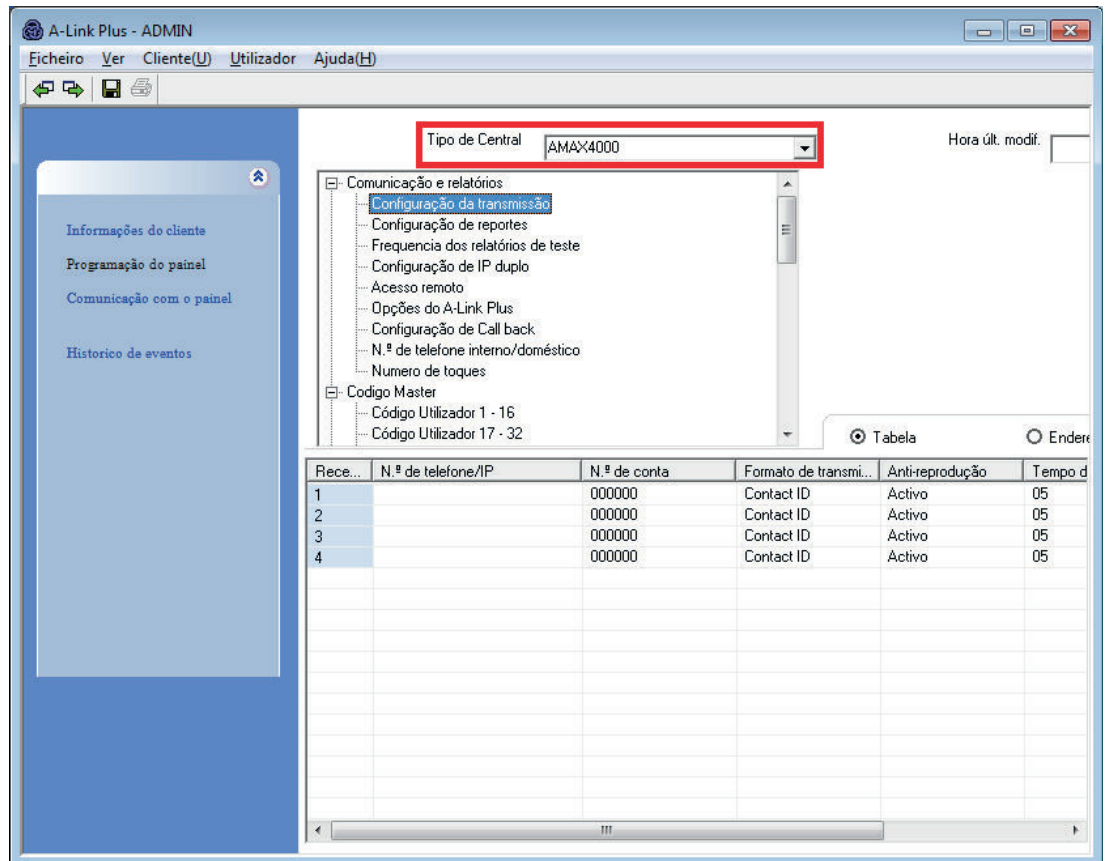 A-Link Plus - ADMIN
Ficheiro Ver Cliente(U) Utilizador Ajuda(H)
Tipo de Central AMAX4000 Hora últ. modif.
Informações do cliente
Programação do painel
Comunicação com o painel
Historico de eventos
Comunicação e relatórios
Configuração da transmissão
Configuração de reportes
Frequencia dos relatórios de teste
Configuração de IP duplo
Acesso remoto
Opções do A-Link Plus
Configuração de Call back
N.º de telefone interno/doméstico
Numero de toques
Codigo Master
Código Utilizador 1 - 16
Código Utilizador 17 - 32
Tabela Endere
Rece... N.º de telefone/IP N.º de conta Formato de transmi... Anti-reprodução Tempo d
1 000000 Contact ID Activo 05
2 000000 Contact ID Activo 05
3 000000 Contact ID Activo 05
4 000000 Contact ID Activo 05